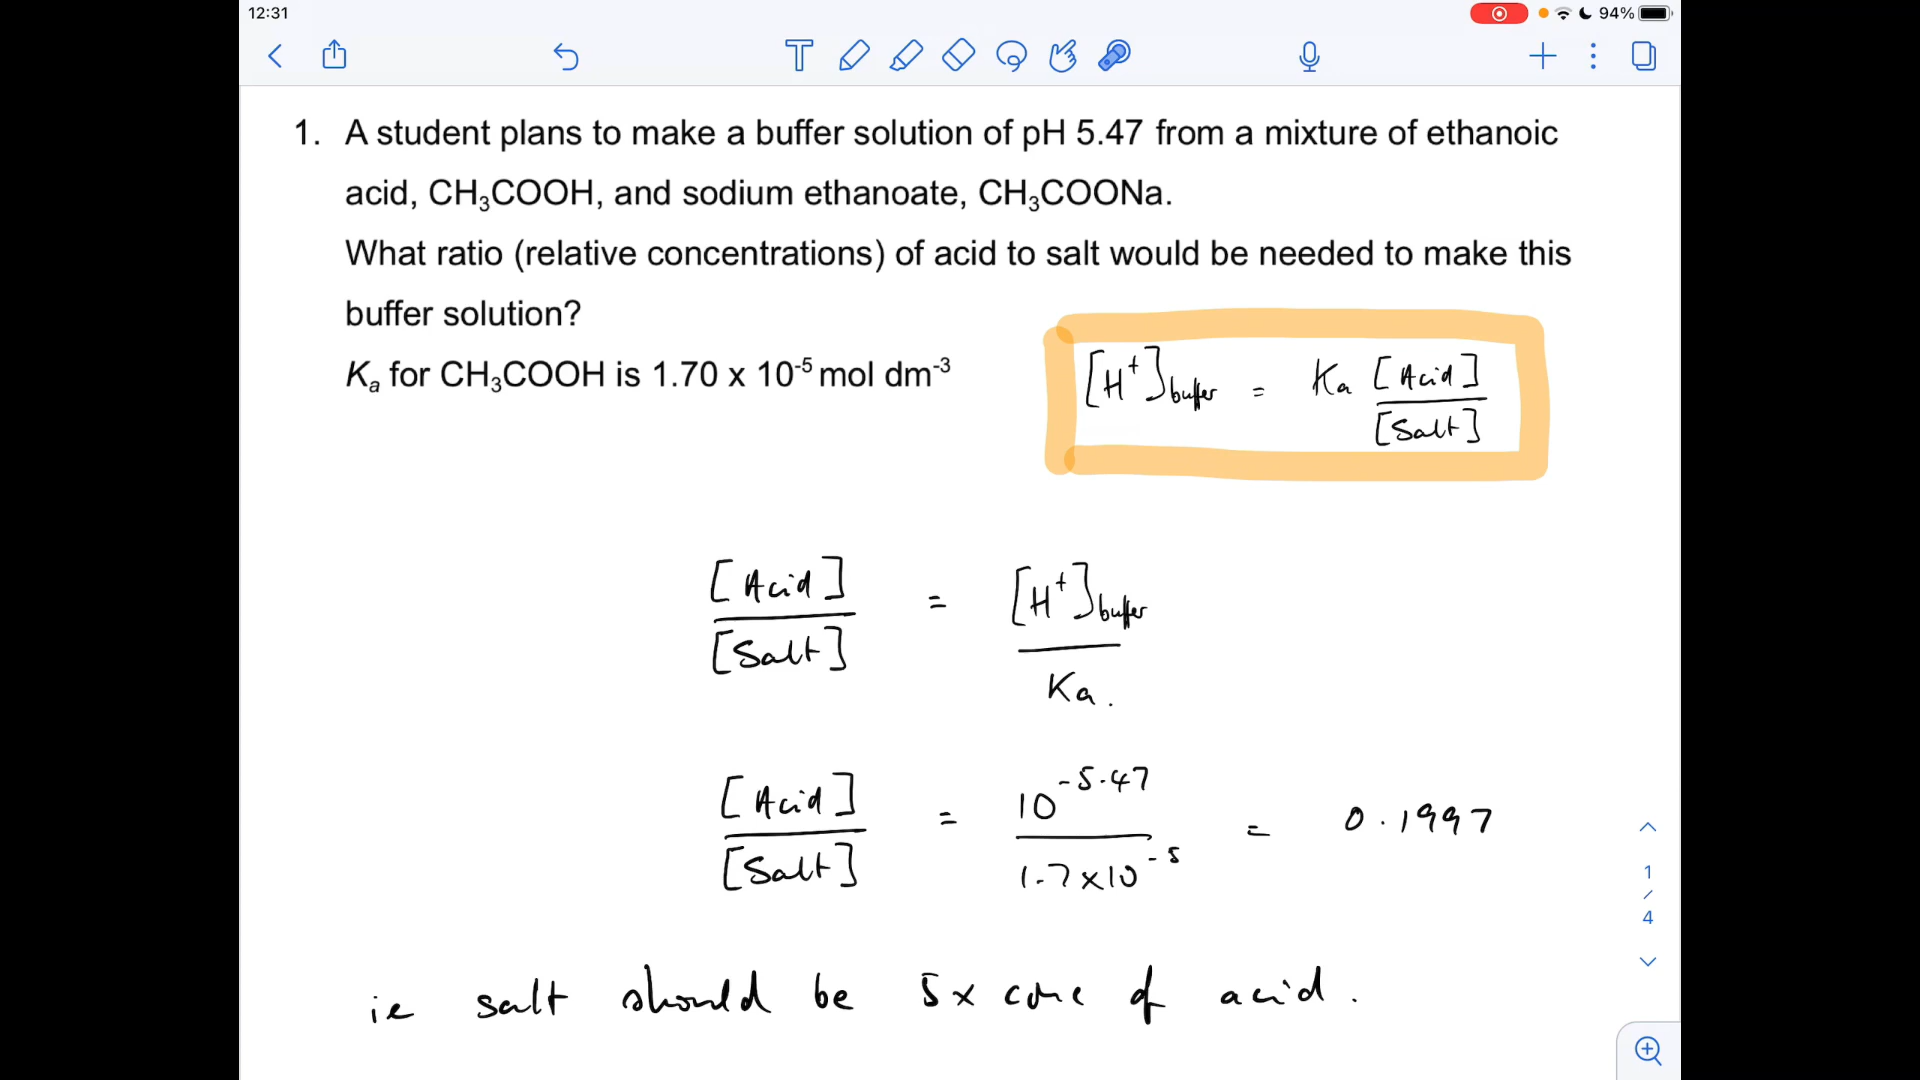 12:31
94%
1. A student plans to make a buffer solution of pH 5.47 from a mixture of ethanoic
acid, CH₃COOH, and sodium ethanoate, CH₃COONa.
What ratio (relative concentrations) of acid to salt would be needed to make this
buffer solution?
Kₐ for CH₃COOH is 1.70 x 10⁻⁵ mol dm⁻³
[H⁺]buffer = Ka [Acid]
[Salt]
[Acid] = [H⁺]buffer
[Salt] Ka.
[Acid] = 10⁻⁵·⁴⁷ = 0.1997
[Salt] 1.7×10⁻⁵
ie salt should be 5x conc of acid.
1
/
4